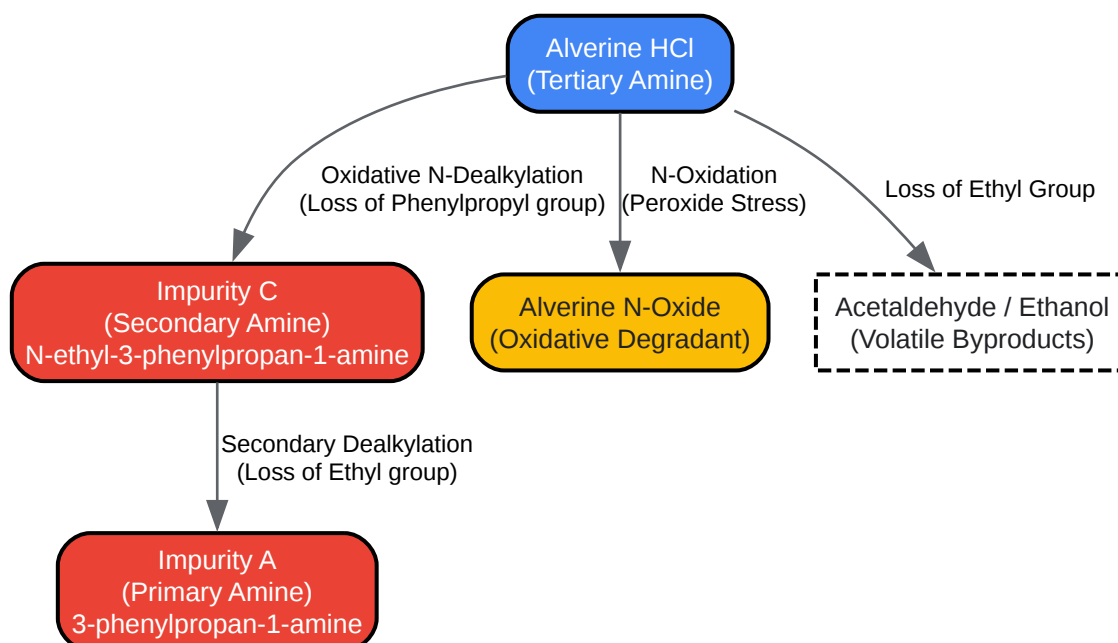 Alverine HCl
(Tertiary Amine)
Oxidative N-Dealkylation
(Loss of Phenylpropyl group)
N-Oxidation
(Peroxide Stress)
Loss of Ethyl Group
Impurity C
(Secondary Amine)
N-ethyl-3-phenylpropan-1-amine
Alverine N-Oxide
(Oxidative Degradant)
Acetaldehyde / Ethanol
(Volatile Byproducts)
Secondary Dealkylation
(Loss of Ethyl group)
Impurity A
(Primary Amine)
3-phenylpropan-1-amine